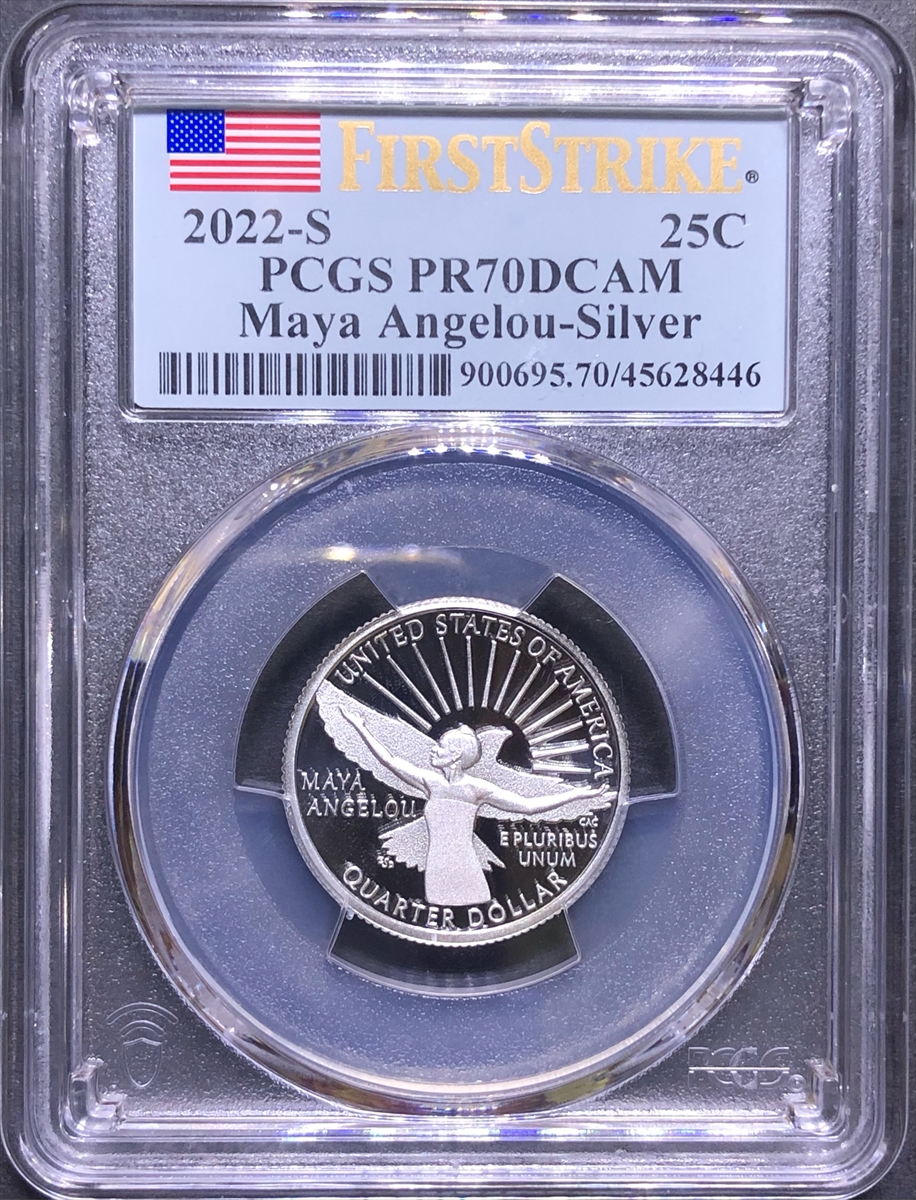 FIRSTSTRIKE®
2022-S 25C
PCGS PR70DCAM
Maya Angelou-Silver
900695.70/45628446
UNITED STATES OF AMERICA
MAYA
ANGELOU
CAC
E PLURIBUS
UNUM
QUARTER DOLLAR
PCGS